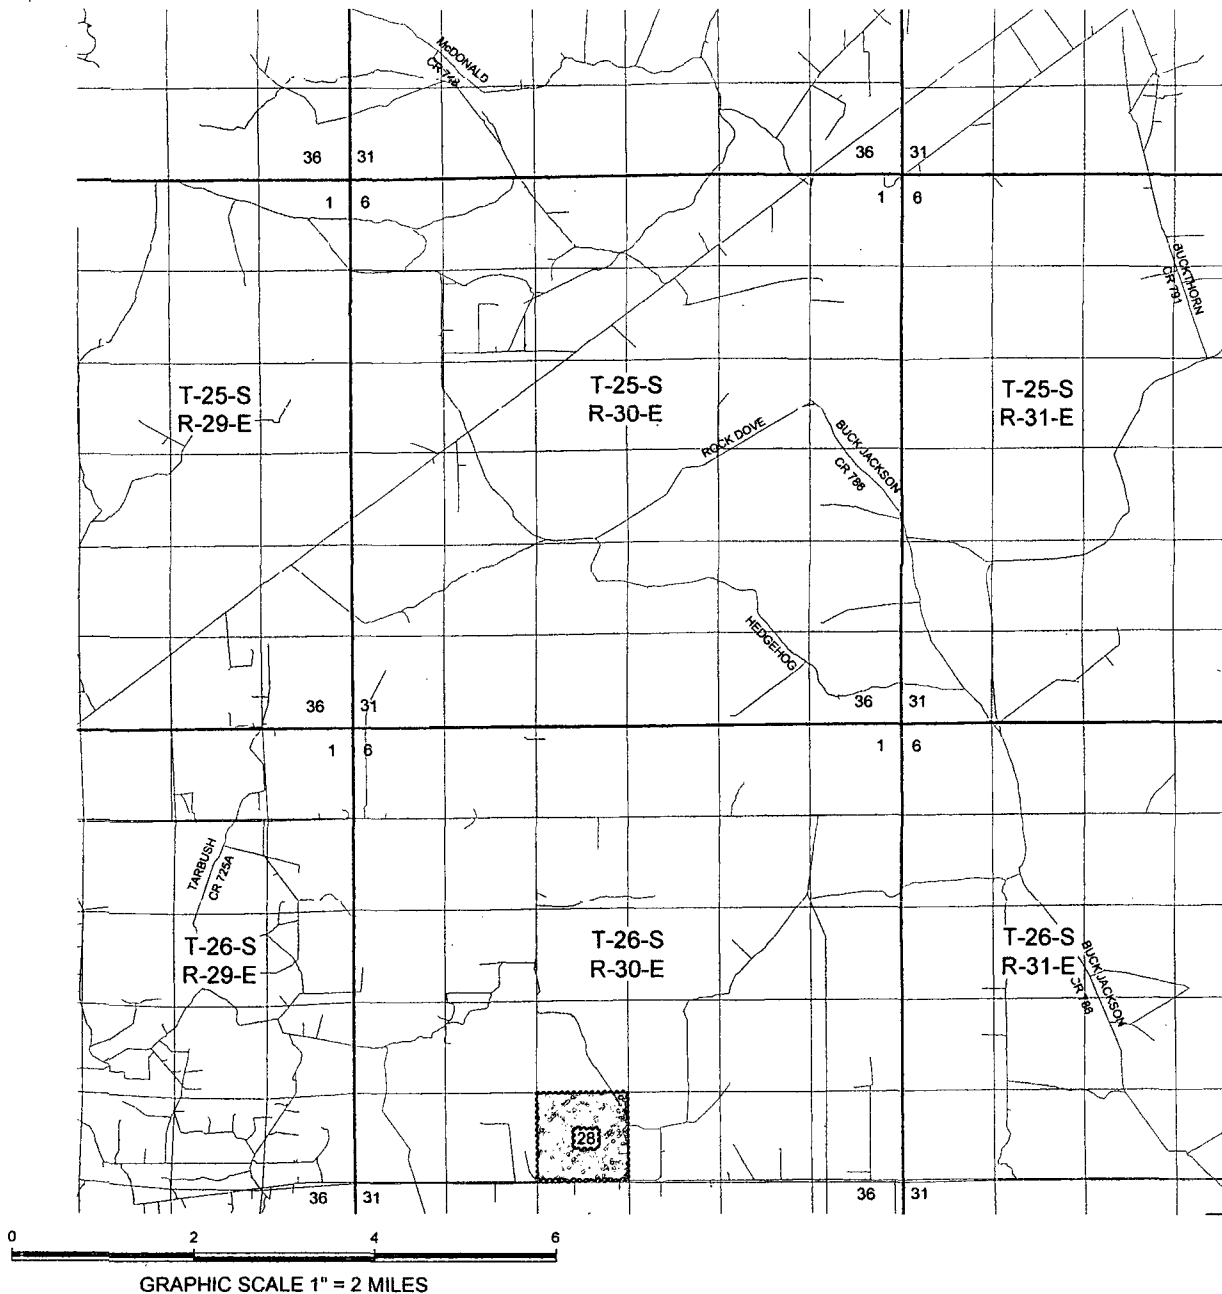 McDONALD
CR 748
36 31
36 31
1 6
1 6
BUCKTHORN
CR 791
T-25-S
R-29-E
T-25-S
R-30-E
T-25-S
R-31-E
ROCK DOVE
BUCK JACKSON
CR 786
HEDGEHOG
36 31
36 31
1 6
1 6
TARBUSH
CR 725A
T-26-S
R-29-E
T-26-S
R-30-E
T-26-S
R-31-E
BUCK JACKSON
CR 786
28
36 31
36 31
0 2 4 6
GRAPHIC SCALE 1" = 2 MILES